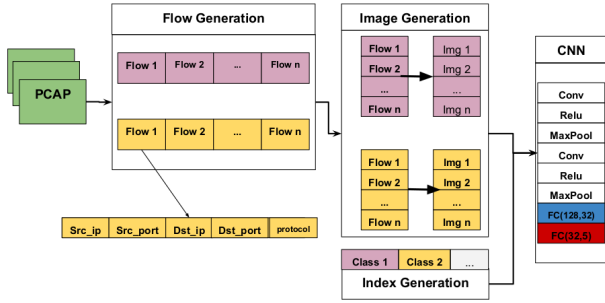 Flow Generation
Flow 1 Flow 2 ... Flow n
Flow 1 Flow 2 ... Flow n
PCAP
Src_ip Src_port Dst_ip Dst_port protocol
Image Generation
Flow 1 Img 1
Flow 2 Img 2
... ...
Flow n Img n
Flow 1 Img 1
Flow 2 Img 2
... ...
Flow n Img n
Class 1 Class 2 ...
Index Generation
CNN
Conv
Relu
MaxPool
Conv
Relu
MaxPool
FC(128,32)
FC(32,5)